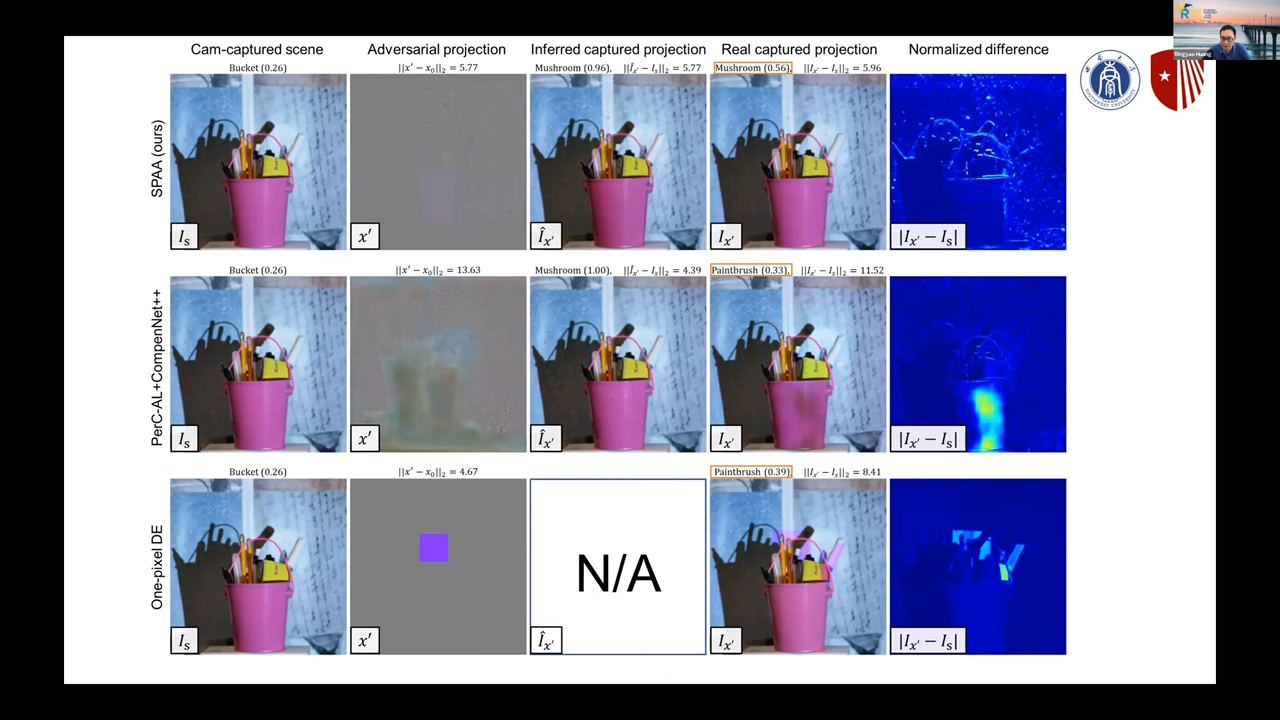 Cam-captured scene Adversarial projection Inferred captured projection Real captured projection Normalized difference
SPAA (ours)
Bucket (0.26) ||x′ − x₀||₂ = 5.77 Mushroom (0.96), ||Î_x′ − I_s||₂ = 5.77 Mushroom (0.56), ||I_x′ − I_s||₂ = 5.96
I_s x′ Î_x′ I_x′ |I_x′ − I_s|
PerC-AL+CompenNet++
Bucket (0.26) ||x′ − x₀||₂ = 13.63 Mushroom (1.00), ||Î_x′ − I_s||₂ = 4.39 Paintbrush (0.33), ||I_x′ − I_s||₂ = 11.52
I_s x′ Î_x′ I_x′ |I_x′ − I_s|
One-pixel DE
Bucket (0.26) ||x′ − x₀||₂ = 4.67 Paintbrush (0.39), ||I_x′ − I_s||₂ = 8.41
N/A
I_s x′ Î_x′ I_x′ |I_x′ − I_s|
Bingyao Huang